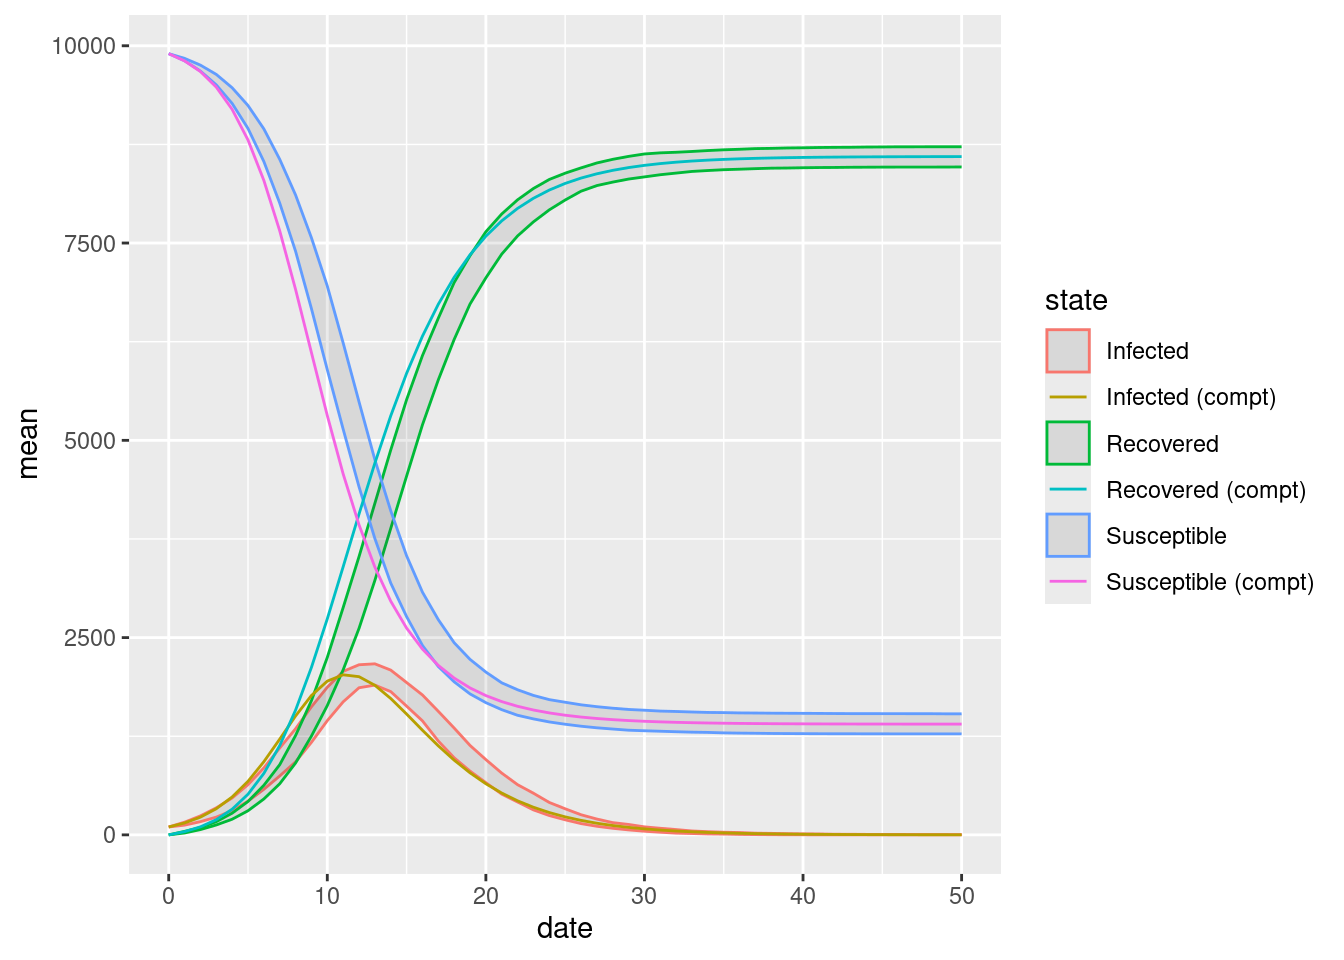 10000
7500
5000
2500
0
mean
0 10 20 30 40 50
date
state
Infected
Infected (compt)
Recovered
Recovered (compt)
Susceptible
Susceptible (compt)